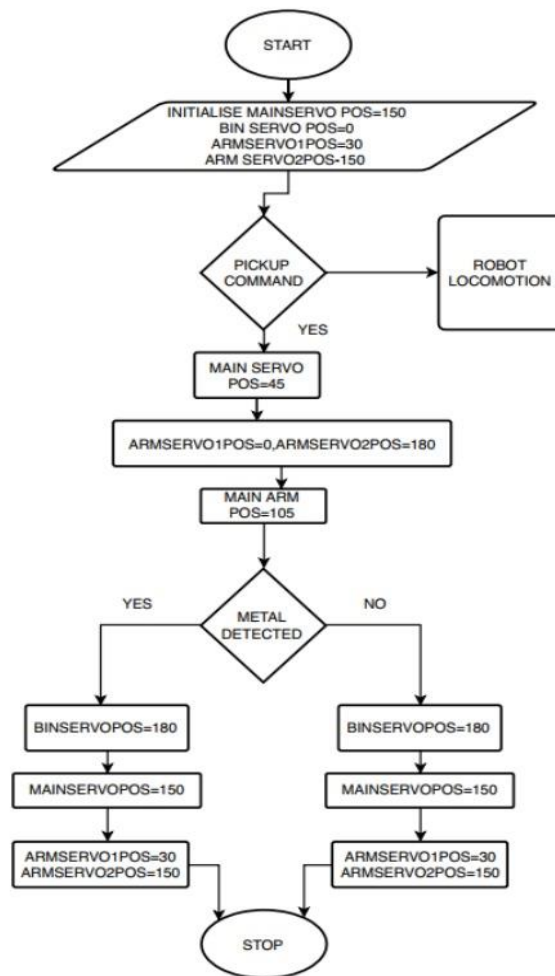 START
INITIALISE MAINSERVO POS=150
BIN SERVO POS=0
ARMSERVO1POS=30
ARM SERVO2POS-150
PICKUP
COMMAND
ROBOT
LOCOMOTION
YES
MAIN SERVO
POS=45
ARMSERVO1POS=0,ARMSERVO2POS=180
MAIN ARM
POS=105
YES
METAL
DETECTED
NO
BINSERVOPOS=180
BINSERVOPOS=180
MAINSERVOPOS=150
MAINSERVOPOS=150
ARMSERVO1POS=30
ARMSERVO2POS=150
ARMSERVO1POS=30
ARMSERVO2POS=150
STOP